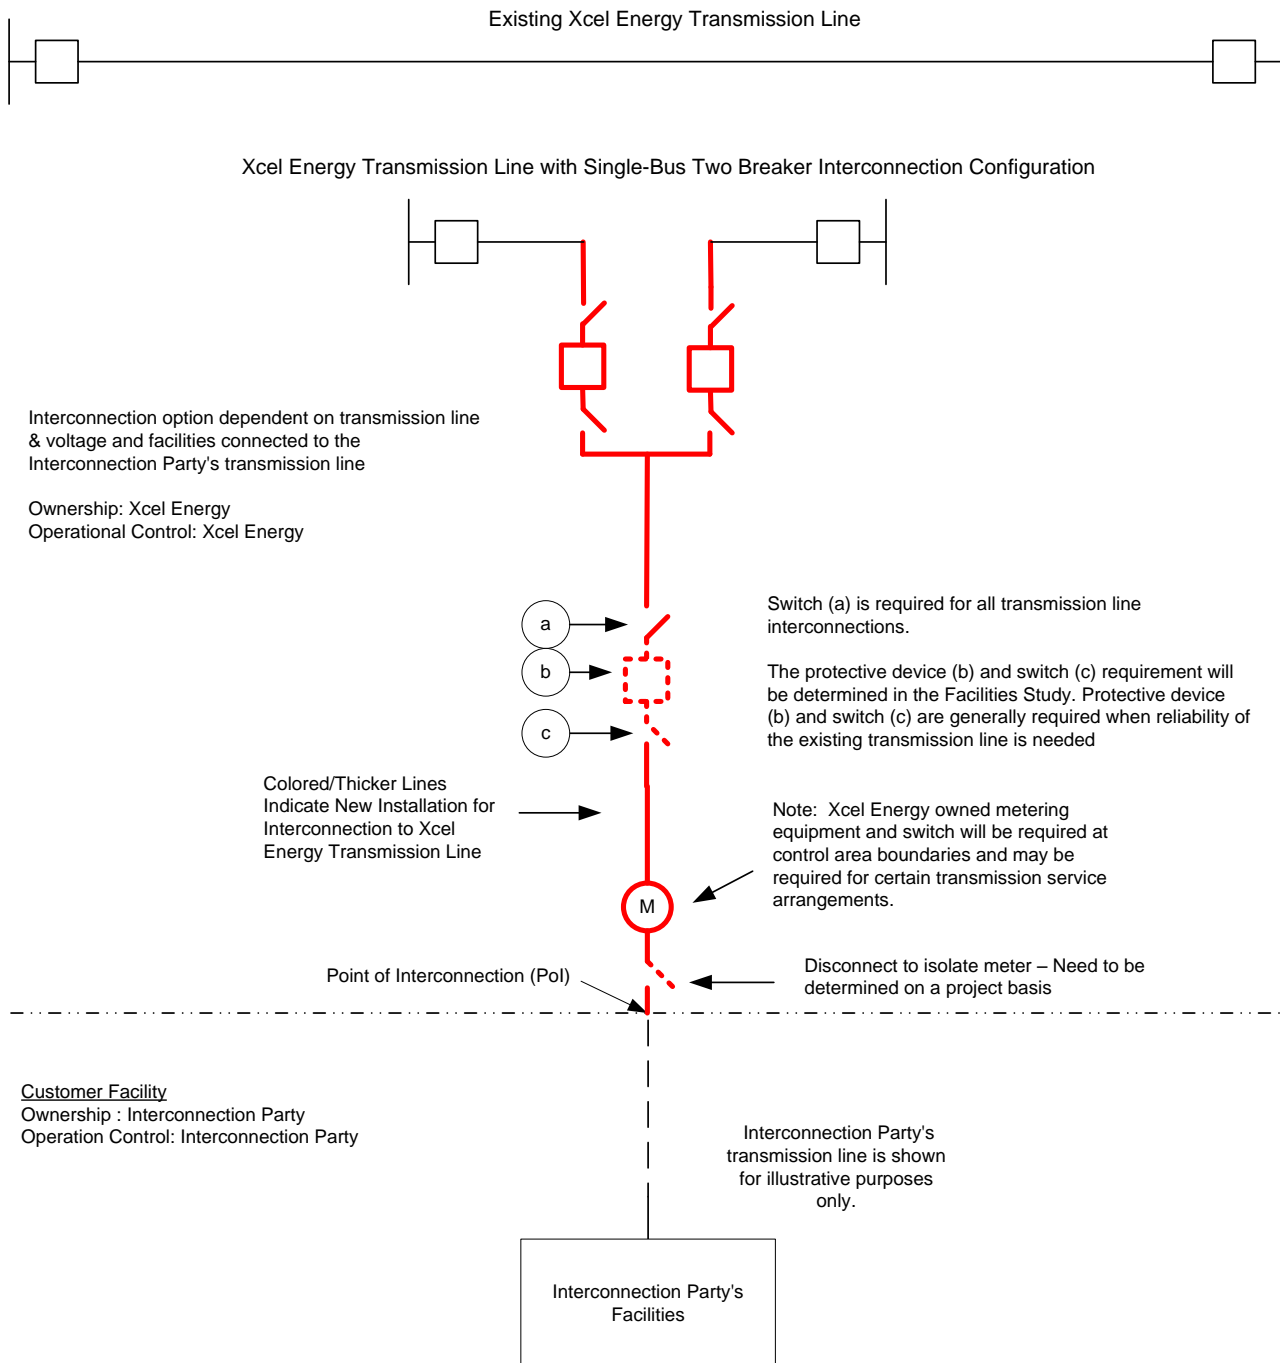 Existing Xcel Energy Transmission Line
Xcel Energy Transmission Line with Single-Bus Two Breaker Interconnection Configuration
Interconnection option dependent on transmission line
& voltage and facilities connected to the
Interconnection Party's transmission line
Ownership: Xcel Energy
Operational Control: Xcel Energy
a
b
c
Switch (a) is required for all transmission line
interconnections.
The protective device (b) and switch (c) requirement will
be determined in the Facilities Study. Protective device
(b) and switch (c) are generally required when reliability of
the existing transmission line is needed
Colored/Thicker Lines
Indicate New Installation for
Interconnection to Xcel
Energy Transmission Line
Note:  Xcel Energy owned metering
equipment and switch will be required at
control area boundaries and may be
required for certain transmission service
arrangements.
M
Point of Interconnection (PoI)
Disconnect to isolate meter – Need to be
determined on a project basis
Customer Facility
Ownership : Interconnection Party
Operation Control: Interconnection Party
Interconnection Party's
transmission line is shown
for illustrative purposes
only.
Interconnection Party's
Facilities